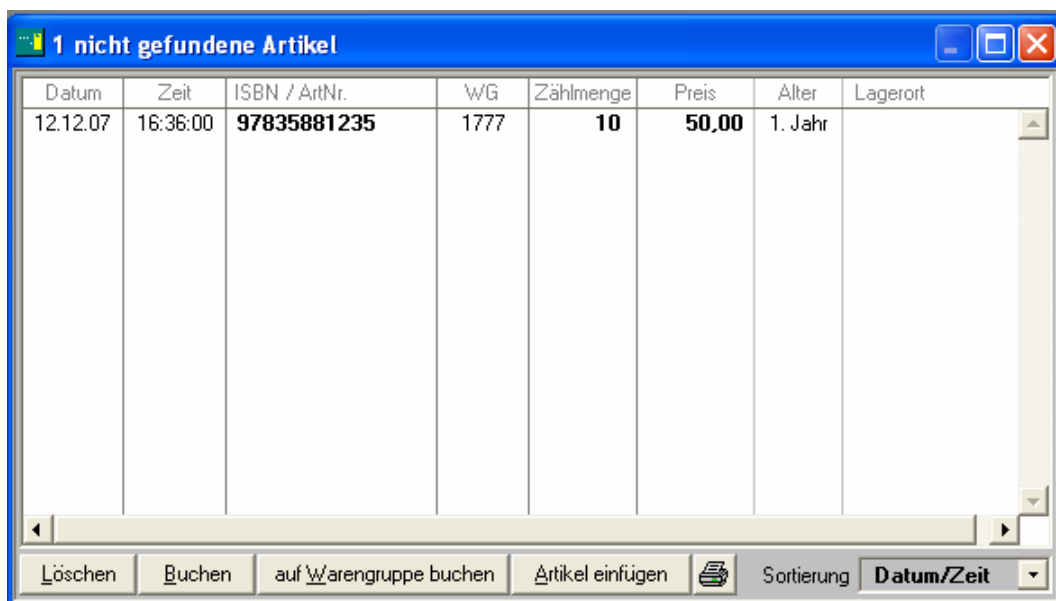 1 nicht gefundene Artikel
Datum Zeit ISBN / ArtNr. WG Zählmenge Preis Alter Lagerort
12.12.07 16:36:00 97835881235 1777 10 50,00 1. Jahr
Löschen Buchen auf Warengruppe buchen Artikel einfügen Sortierung Datum/Zeit